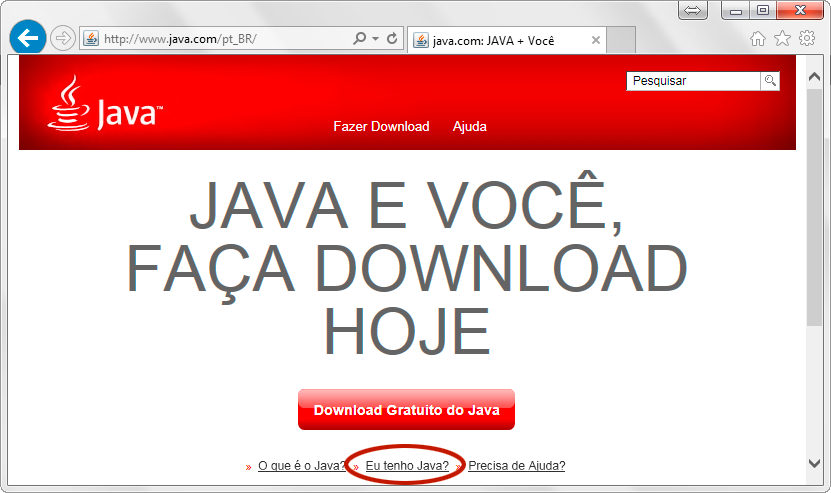 http://www.java.com/pt_BR/
java.com: JAVA + Você
Java™
Pesquisar
Fazer Download
Ajuda
JAVA E VOCÊ,
FAÇA DOWNLOAD
HOJE
Download Gratuito do Java
» O que é o Java? » Eu tenho Java? » Precisa de Ajuda?